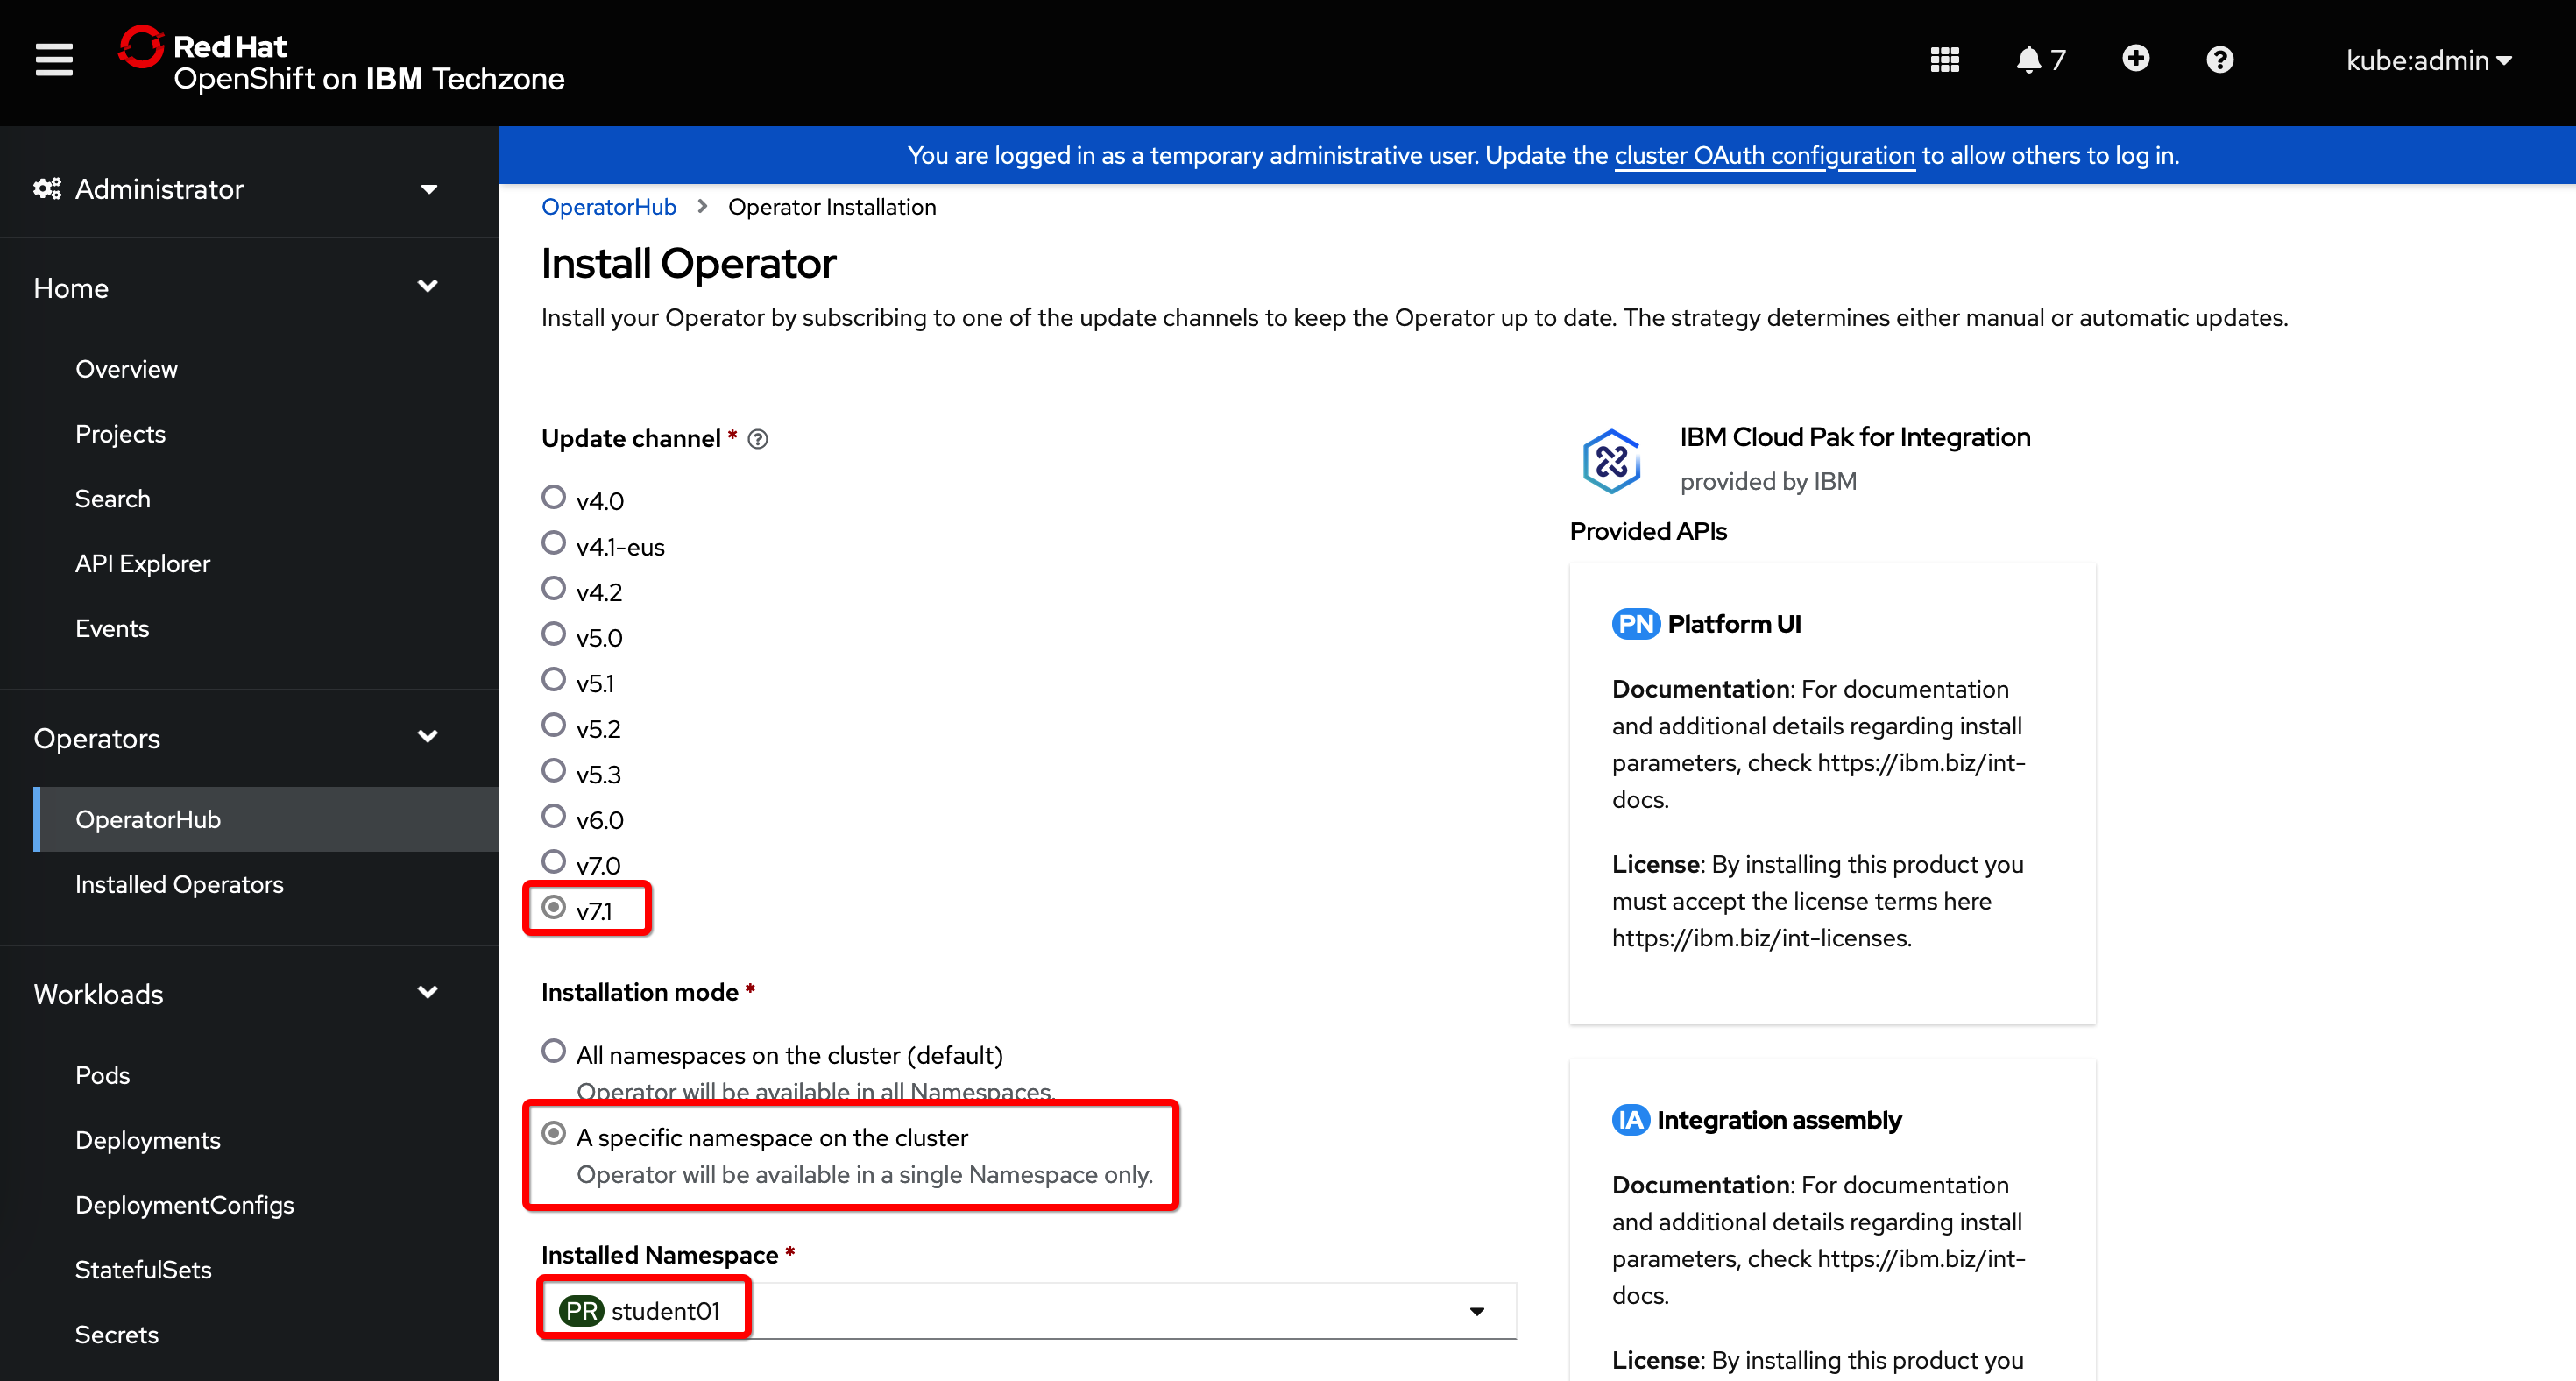 Red Hat
OpenShift on IBM Techzone
7
kube:admin
You are logged in as a temporary administrative user. Update the cluster OAuth configuration to allow others to log in.
Administrator
Home
Overview
Projects
Search
API Explorer
Events
Operators
OperatorHub
Installed Operators
Workloads
Pods
Deployments
DeploymentConfigs
StatefulSets
Secrets
OperatorHub > Operator Installation
Install Operator
Install your Operator by subscribing to one of the update channels to keep the Operator up to date. The strategy determines either manual or automatic updates.
Update channel *
v4.0
v4.1-eus
v4.2
v5.0
v5.1
v5.2
v5.3
v6.0
v7.0
v7.1
Installation mode *
All namespaces on the cluster (default)
Operator will be available in all Namespaces.
A specific namespace on the cluster
Operator will be available in a single Namespace only.
Installed Namespace *
PR student01
IBM Cloud Pak for Integration
provided by IBM
Provided APIs
PN Platform UI
Documentation: For documentation
and additional details regarding install
parameters, check https://ibm.biz/int-
docs.
License: By installing this product you
must accept the license terms here
https://ibm.biz/int-licenses.
IA Integration assembly
Documentation: For documentation
and additional details regarding install
parameters, check https://ibm.biz/int-
docs.
License: By installing this product you